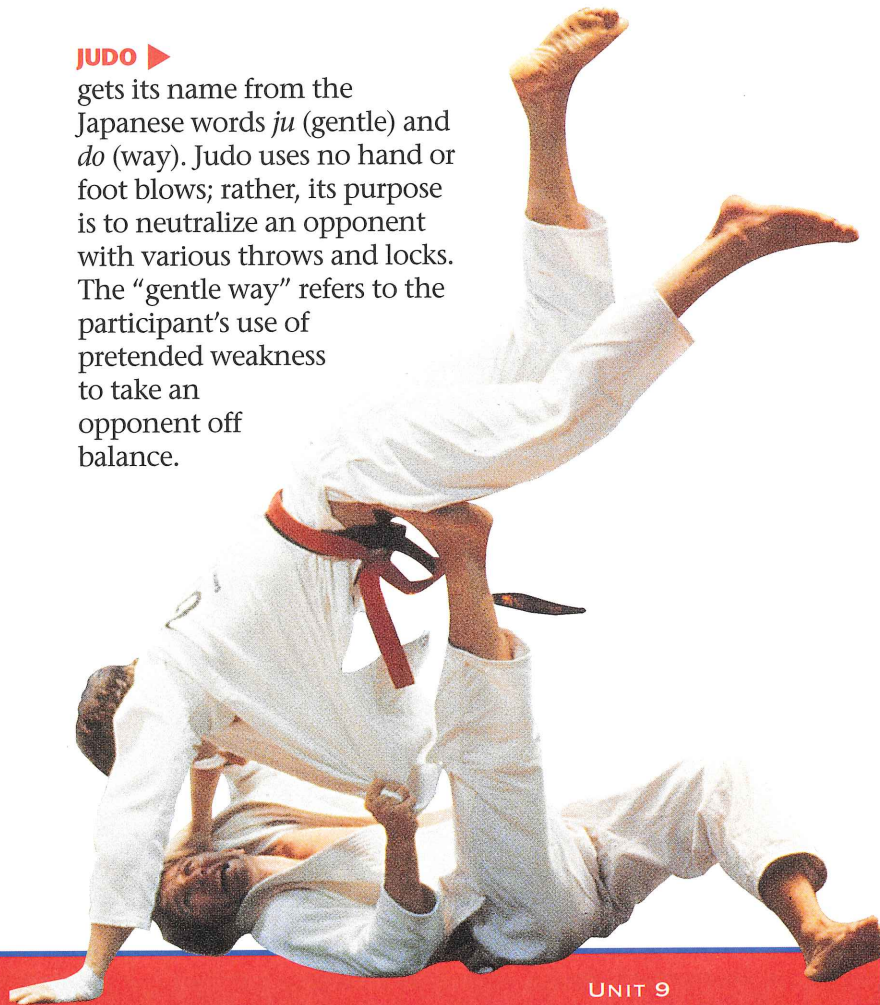 JUDO ▶
gets its name from the
Japanese words ju (gentle) and
do (way). Judo uses no hand or
foot blows; rather, its purpose
is to neutralize an opponent
with various throws and locks.
The “gentle way” refers to the
participant’s use of
pretended weakness
to take an
opponent off
balance.
UNIT 9